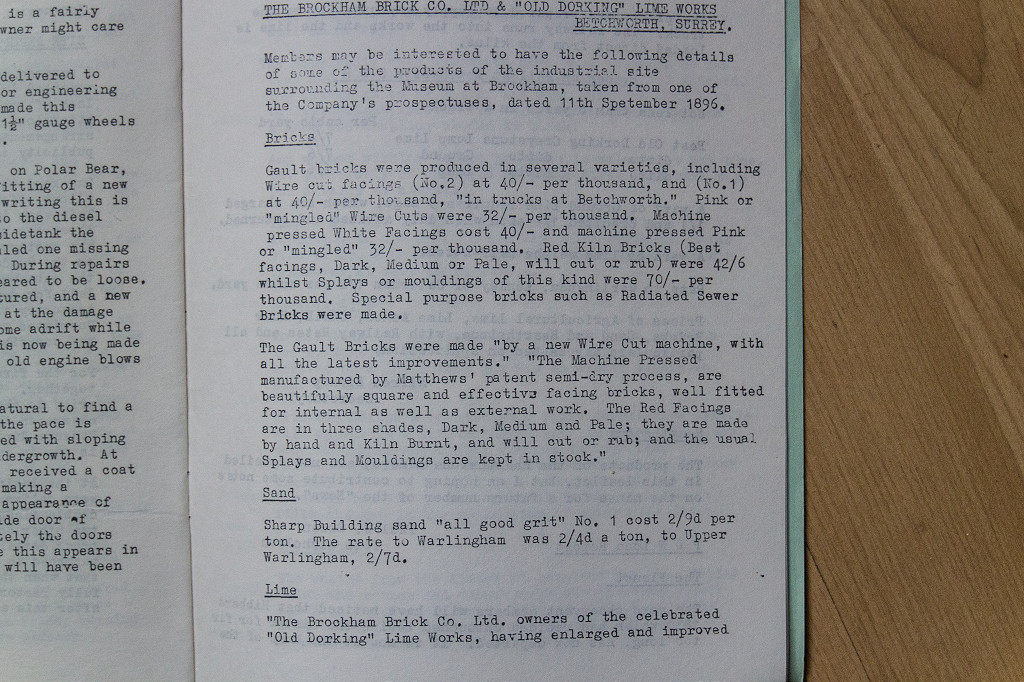 is a fairly
wner might care
delivered to
or engineering
made this
1½" gauge wheels
.
on Polar Bear,
itting of a new
writing this is
o the diesel
idetank the
led one missing
During repairs
eared to be loose.
tured, and a new
at the damage
ome adrift while
is now being made
old engine blows
atural to find a
the pace is
ed with sloping
dergrowth. At
received a coat
making a
appearance of
ide door of
tely the doors
e this appears in
will have been
THE BROCKHAM BRICK CO. LTD & "OLD DORKING" LIME WORKS
BETCHWORTH, SURREY.
Members may be interested to have the following details
of some of the products of the industrial site
surrounding the Museum at Brockham, taken from one of
the Company's prospectuses, dated 11th Spetember 1896.
Bricks
Gault bricks were produced in several varieties, including
Wire cut facings (No.2) at 40/- per thousand, and (No.1)
at 40/- per thousand, "in trucks at Betchworth." Pink or
"mingled" Wire Cuts were 32/- per thousand. Machine
pressed White Facings cost 40/- and machine pressed Pink
or "mingled" 32/- per thousand. Red Kiln Bricks (Best
facings, Dark, Medium or Pale, will cut or rub) were 42/6
whilst Splays or mouldings of this kind were 70/- per
thousand. Special purpose bricks such as Radiated Sewer
Bricks were made.
The Gault Bricks were made "by a new Wire Cut machine, with
all the latest improvements." "The Machine Pressed
manufactured by Matthews' patent semi-dry process, are
beautifully square and effective facing bricks, well fitted
for internal as well as external work. The Red Facings
are in three shades, Dark, Medium and Pale; they are made
by hand and Kiln Burnt, and will cut or rub; and the usual
Splays and Mouldings are kept in stock."
Sand
Sharp Building sand "all good grit" No. 1 cost 2/9d per
ton. The rate to Warlingham was 2/4d a ton, to Upper
Warlingham, 2/7d.
Lime
"The Brockham Brick Co. Ltd. owners of the celebrated
"Old Dorking" Lime Works, having enlarged and improved